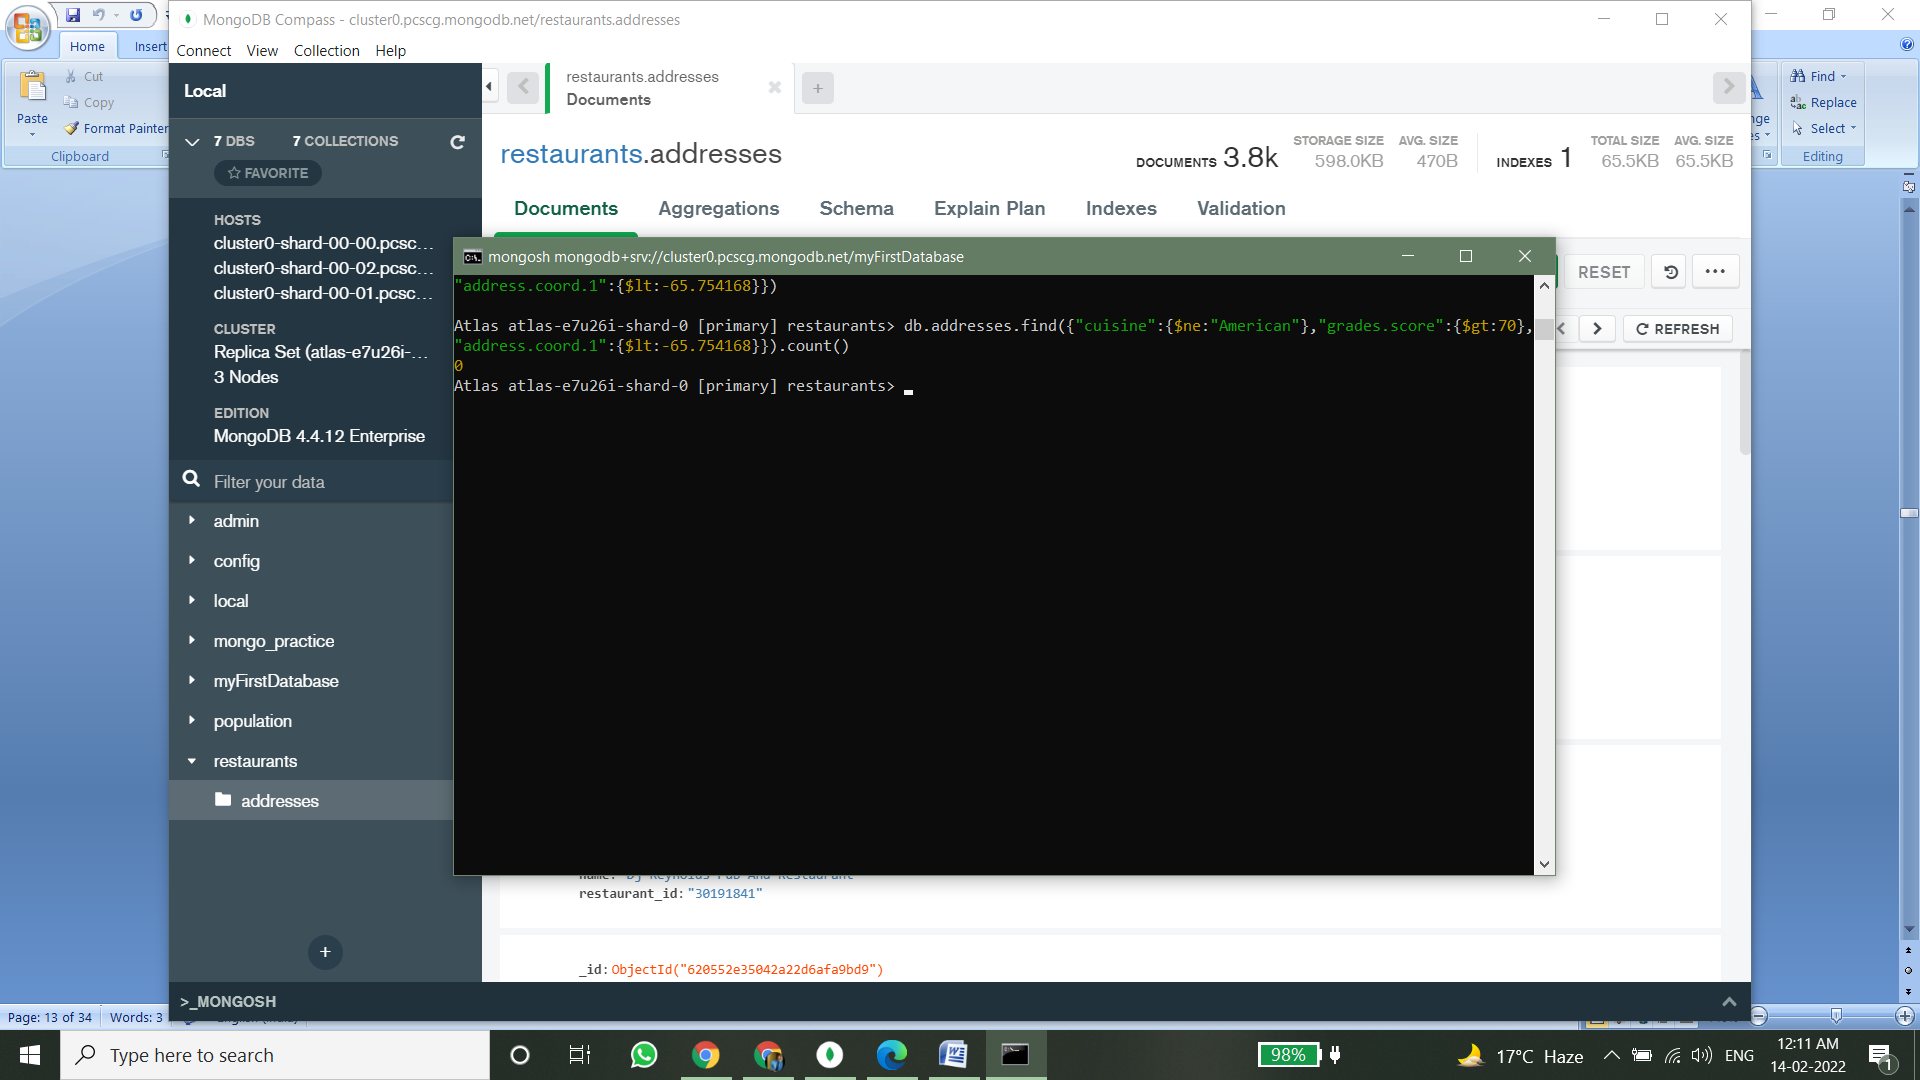 MongoDB Compass - cluster0.pcscg.mongodb.net/restaurants.addresses
Home
Insert
Connect
View
Collection
Help
Paste
Cut
Copy
Format Painter
Clipboard
Find
Replace
Select
Editing
Local
7 DBS
7 COLLECTIONS
FAVORITE
HOSTS
cluster0-shard-00-00.pcsc...
cluster0-shard-00-02.pcsc...
cluster0-shard-00-01.pcsc...
CLUSTER
Replica Set (atlas-e7u26i-...
3 Nodes
EDITION
MongoDB 4.4.12 Enterprise
Filter your data
admin
config
local
mongo_practice
myFirstDatabase
population
restaurants
addresses
restaurants.addresses
Documents
restaurants.addresses
DOCUMENTS 3.8k
STORAGE SIZE
598.0KB
AVG. SIZE
470B
INDEXES 1
TOTAL SIZE
65.5KB
AVG. SIZE
65.5KB
Documents
Aggregations
Schema
Explain Plan
Indexes
Validation
RESET
REFRESH
mongosh mongodb+srv://cluster0.pcscg.mongodb.net/myFirstDatabase
"address.coord.1":{$lt:-65.754168}})
Atlas atlas-e7u26i-shard-0 [primary] restaurants> db.addresses.find({"cuisine":{$ne:"American"},"grades.score":{$gt:70},
"address.coord.1":{$lt:-65.754168}}).count()
0
Atlas atlas-e7u26i-shard-0 [primary] restaurants>
name: "Dj Reynolds Pub And Restaurant"
restaurant_id: "30191841"
_id: ObjectId("620552e35042a22d6afa9bd9")
>_MONGOSH
Page: 13 of 34
Words: 3
Type here to search
98%
17°C Haze
ENG
12:11 AM
14-02-2022
1